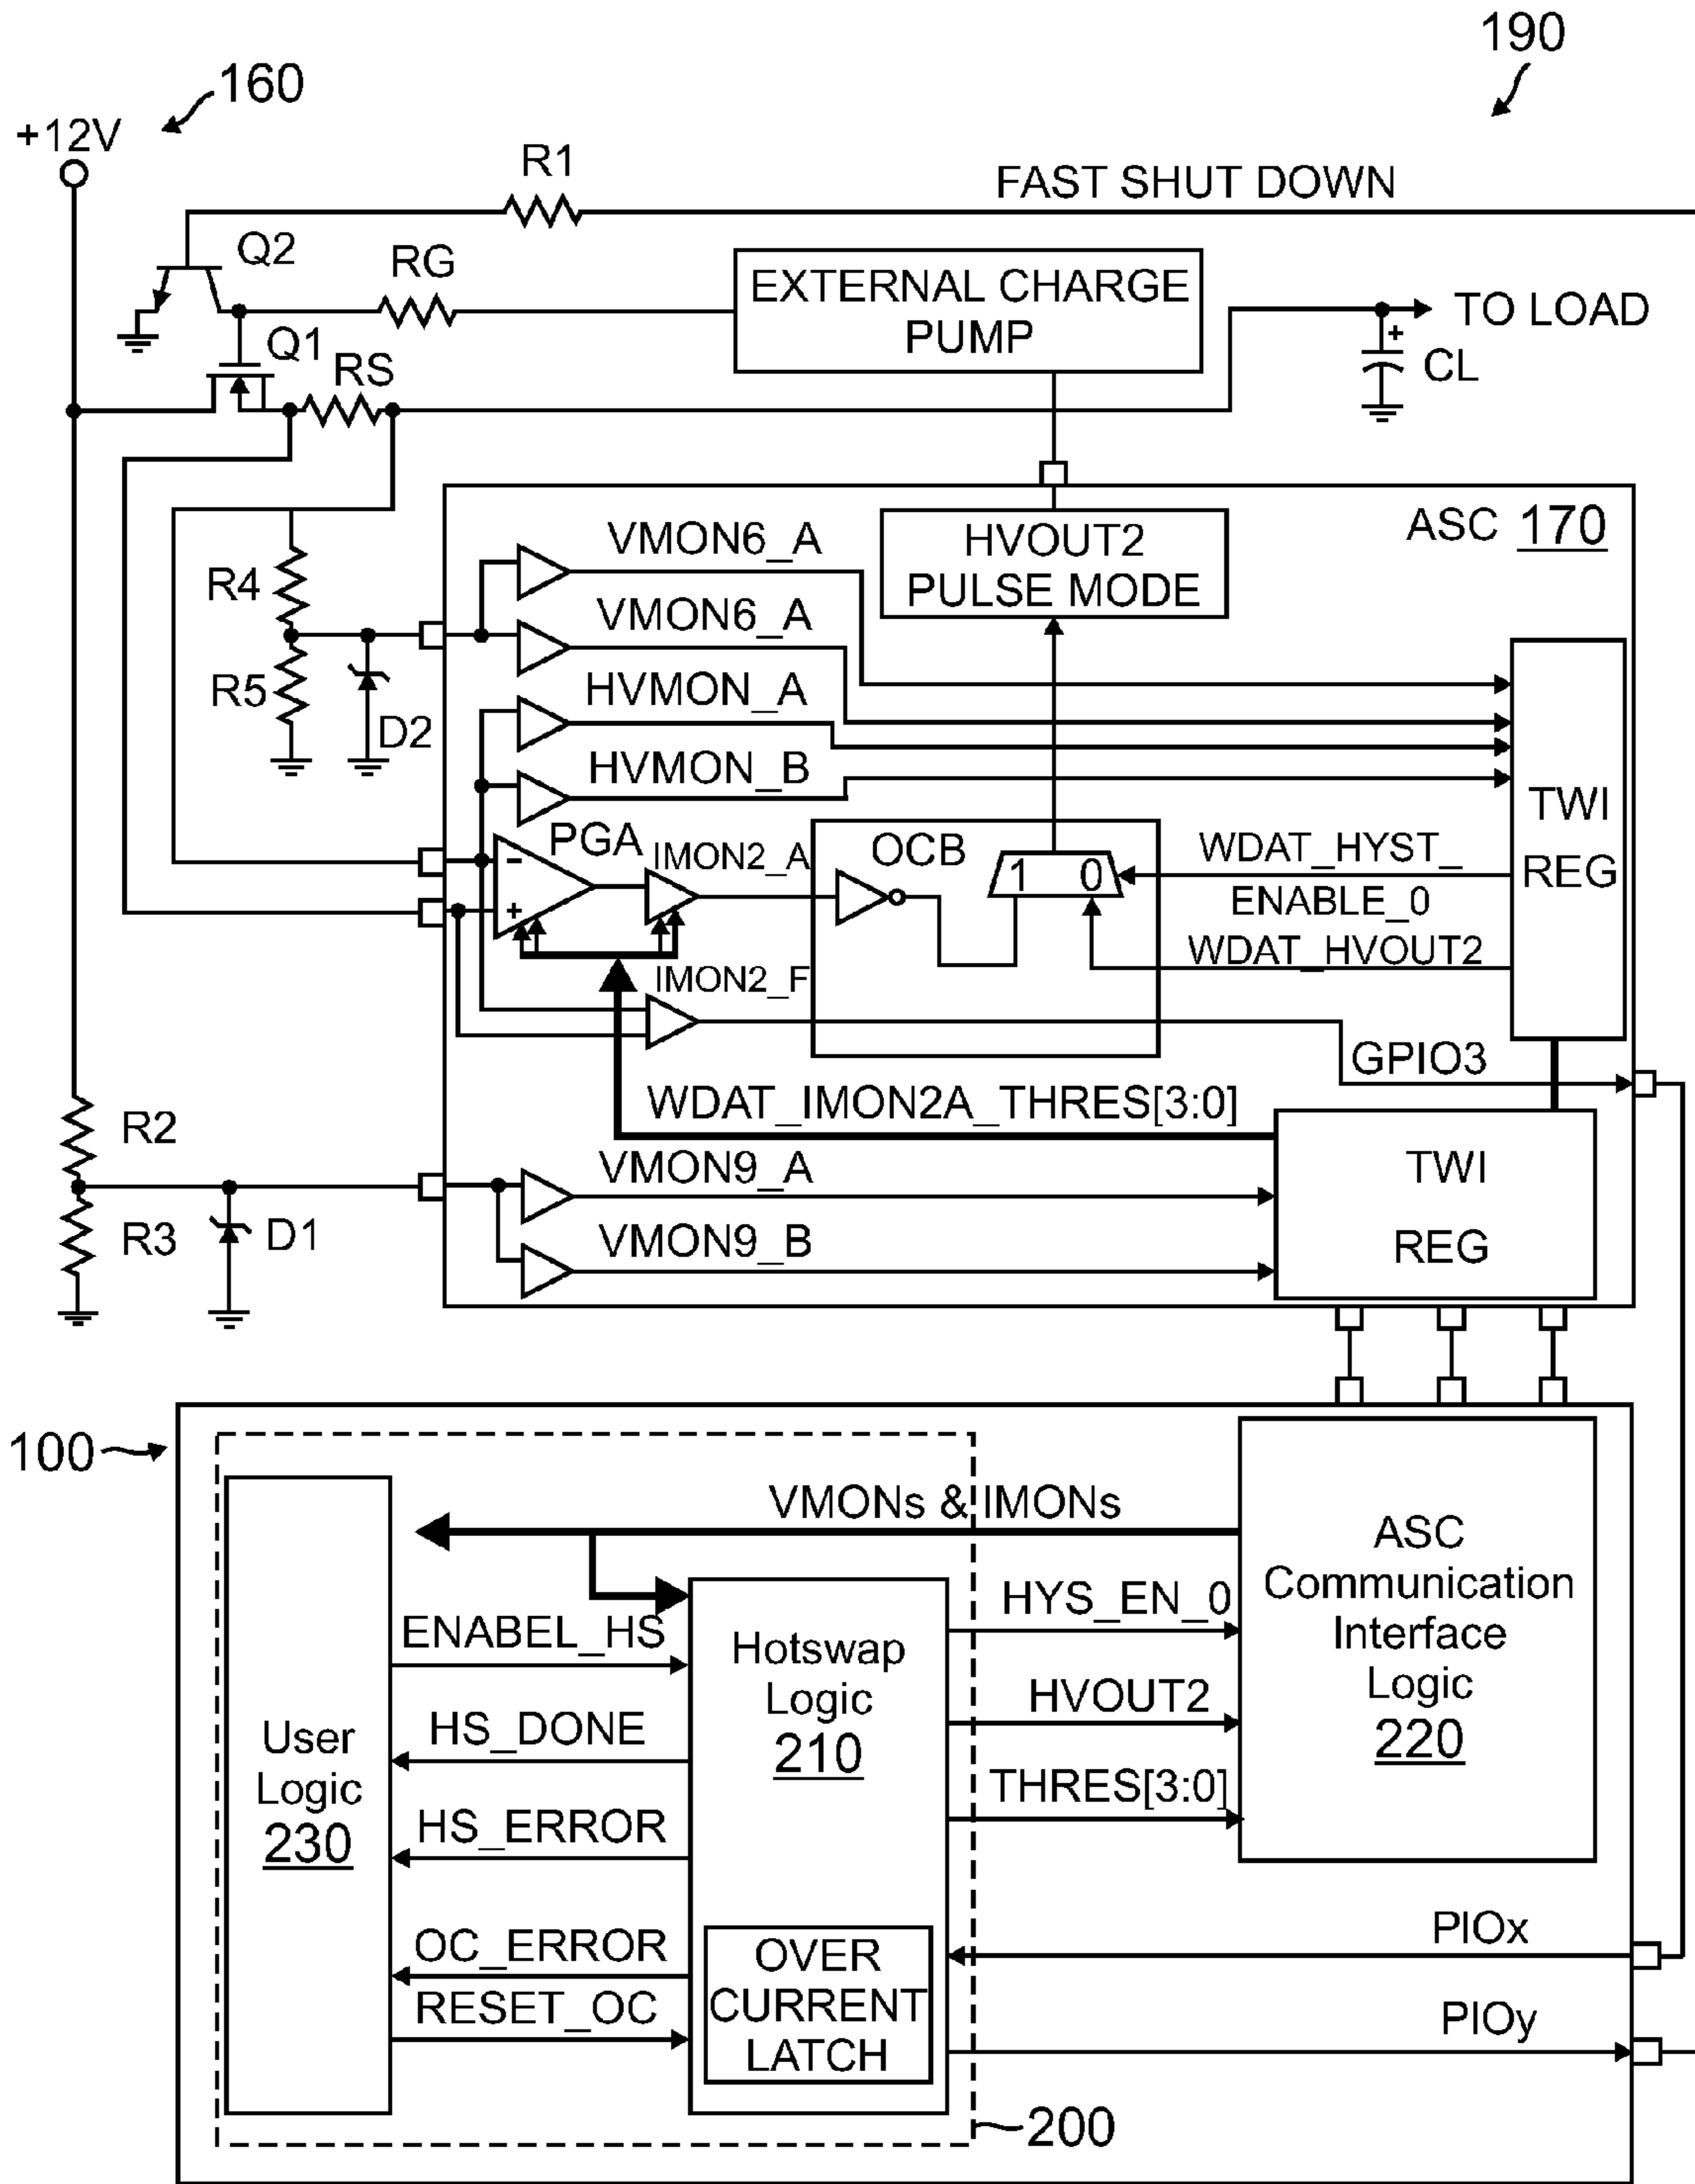 190
160
+12V
R1
FAST SHUT DOWN
Q2
RG
EXTERNAL CHARGE
PUMP
TO LOAD
+
CL
Q1
RS
ASC 170
HVOUT2
PULSE MODE
VMON6_A
R4
VMON6_A
R5
D2
HVMON_A
HVMON_B
TWI
REG
PGA
IMON2_A
OCB
1 0
WDAT_HYST_
ENABLE_0
WDAT_HVOUT2
-
+
IMON2_F
GPIO3
WDAT_IMON2A_THRES[3:0]
R2
VMON9_A
TWI
REG
R3
D1
VMON9_B
100
VMONs & IMONs
ASC
Communication
Interface
Logic
220
HYS_EN_0
ENABEL_HS
Hotswap
Logic
210
HVOUT2
HS_DONE
User
Logic
230
THRES[3:0]
HS_ERROR
PIOx
OC_ERROR
OVER
CURRENT
LATCH
RESET_OC
PIOy
200